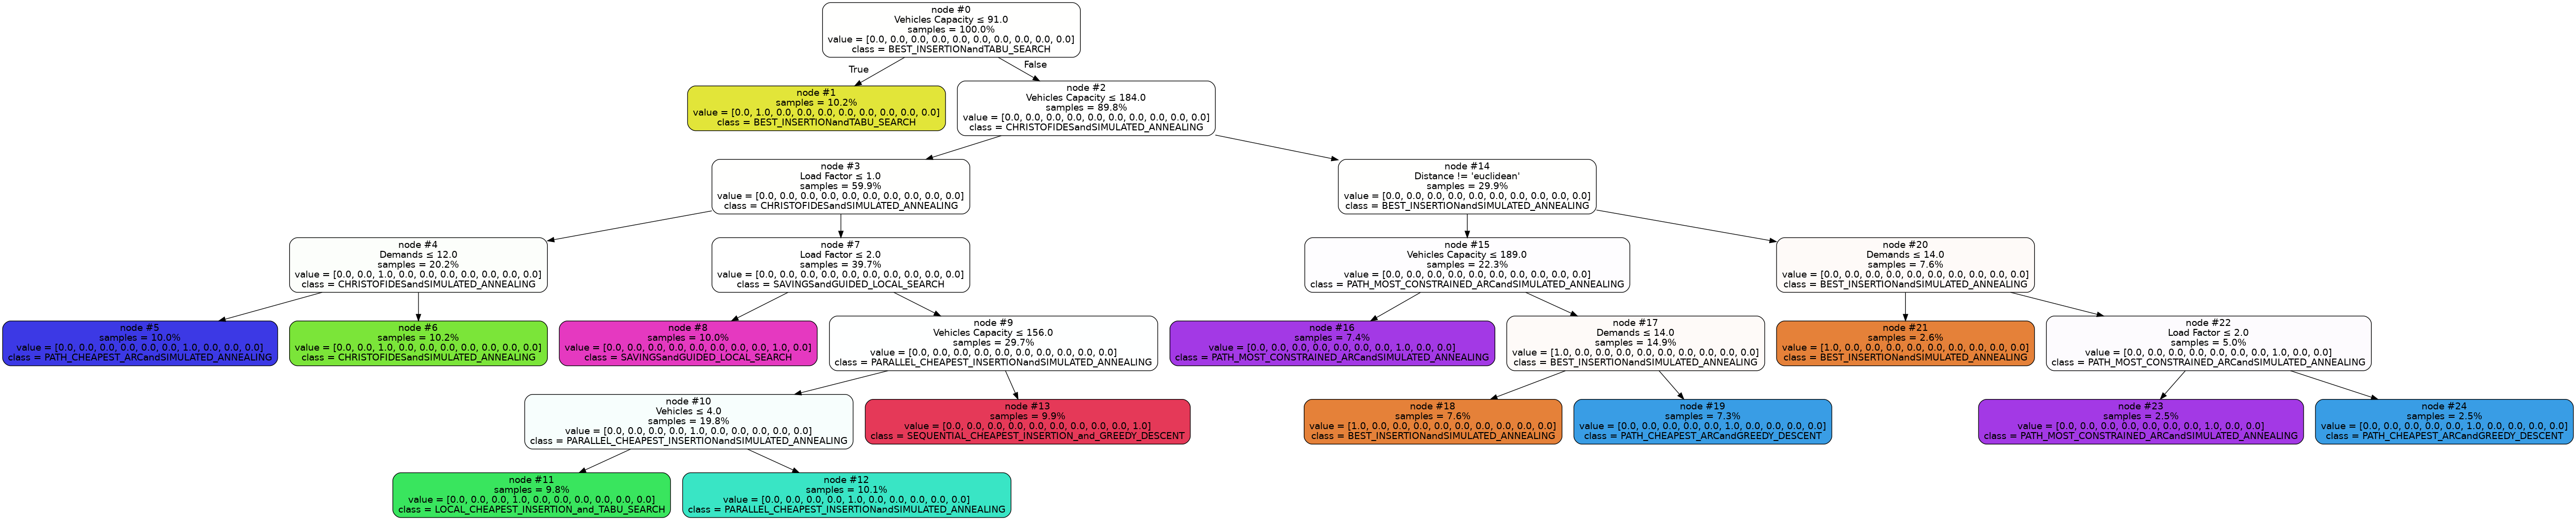 node #0
Vehicles Capacity ≤ 91.0
samples = 100.0%
value = [0.0, 0.0, 0.0, 0.0, 0.0, 0.0, 0.0, 0.0, 0.0, 0.0, 0.0]
class = BEST_INSERTIONandTABU_SEARCH
True
False
node #1
samples = 10.2%
value = [0.0, 1.0, 0.0, 0.0, 0.0, 0.0, 0.0, 0.0, 0.0, 0.0, 0.0]
class = BEST_INSERTIONandTABU_SEARCH
node #2
Vehicles Capacity ≤ 184.0
samples = 89.8%
value = [0.0, 0.0, 0.0, 0.0, 0.0, 0.0, 0.0, 0.0, 0.0, 0.0, 0.0]
class = CHRISTOFIDESandSIMULATED_ANNEALING
node #3
Load Factor ≤ 1.0
samples = 59.9%
value = [0.0, 0.0, 0.0, 0.0, 0.0, 0.0, 0.0, 0.0, 0.0, 0.0, 0.0]
class = CHRISTOFIDESandSIMULATED_ANNEALING
node #14
Distance != 'euclidean'
samples = 29.9%
value = [0.0, 0.0, 0.0, 0.0, 0.0, 0.0, 0.0, 0.0, 0.0, 0.0, 0.0]
class = BEST_INSERTIONandSIMULATED_ANNEALING
node #4
Demands ≤ 12.0
samples = 20.2%
value = [0.0, 0.0, 1.0, 0.0, 0.0, 0.0, 0.0, 0.0, 0.0, 0.0, 0.0]
class = CHRISTOFIDESandSIMULATED_ANNEALING
node #7
Load Factor ≤ 2.0
samples = 39.7%
value = [0.0, 0.0, 0.0, 0.0, 0.0, 0.0, 0.0, 0.0, 0.0, 0.0, 0.0]
class = SAVINGSandGUIDED_LOCAL_SEARCH
node #15
Vehicles Capacity ≤ 189.0
samples = 22.3%
value = [0.0, 0.0, 0.0, 0.0, 0.0, 0.0, 0.0, 0.0, 0.0, 0.0, 0.0]
class = PATH_MOST_CONSTRAINED_ARCandSIMULATED_ANNEALING
node #20
Demands ≤ 14.0
samples = 7.6%
value = [0.0, 0.0, 0.0, 0.0, 0.0, 0.0, 0.0, 0.0, 0.0, 0.0, 0.0]
class = BEST_INSERTIONandSIMULATED_ANNEALING
node #5
samples = 10.0%
value = [0.0, 0.0, 0.0, 0.0, 0.0, 0.0, 1.0, 0.0, 0.0, 0.0]
class = PATH_CHEAPEST_ARCandSIMULATED_ANNEALING
node #6
samples = 10.2%
value = [0.0, 0.0, 1.0, 0.0, 0.0, 0.0, 0.0, 0.0, 0.0, 0.0, 0.0]
class = CHRISTOFIDESandSIMULATED_ANNEALING
node #8
samples = 10.0%
value = [0.0, 0.0, 0.0, 0.0, 0.0, 0.0, 0.0, 0.0, 0.0, 1.0, 0.0]
class = SAVINGSandGUIDED_LOCAL_SEARCH
node #9
Vehicles Capacity ≤ 156.0
samples = 29.7%
value = [0.0, 0.0, 0.0, 0.0, 0.0, 0.0, 0.0, 0.0, 0.0, 0.0, 0.0]
class = PARALLEL_CHEAPEST_INSERTIONandSIMULATED_ANNEALING
node #16
samples = 7.4%
value = [0.0, 0.0, 0.0, 0.0, 0.0, 0.0, 0.0, 0.0, 1.0, 0.0, 0.0]
class = PATH_MOST_CONSTRAINED_ARCandSIMULATED_ANNEALING
node #17
Demands ≤ 14.0
samples = 14.9%
value = [1.0, 0.0, 0.0, 0.0, 0.0, 0.0, 0.0, 0.0, 0.0, 0.0, 0.0]
class = BEST_INSERTIONandSIMULATED_ANNEALING
node #21
samples = 2.6%
value = [1.0, 0.0, 0.0, 0.0, 0.0, 0.0, 0.0, 0.0, 0.0, 0.0, 0.0]
class = BEST_INSERTIONandSIMULATED_ANNEALING
node #22
Load Factor ≤ 2.0
samples = 5.0%
value = [0.0, 0.0, 0.0, 0.0, 0.0, 0.0, 0.0, 0.0, 1.0, 0.0, 0.0]
class = PATH_MOST_CONSTRAINED_ARCandSIMULATED_ANNEALING
node #10
Vehicles ≤ 4.0
samples = 19.8%
value = [0.0, 0.0, 0.0, 0.0, 1.0, 0.0, 0.0, 0.0, 0.0, 0.0, 0.0]
class = PARALLEL_CHEAPEST_INSERTIONandSIMULATED_ANNEALING
node #13
samples = 9.9%
value = [0.0, 0.0, 0.0, 0.0, 0.0, 0.0, 0.0, 0.0, 0.0, 0.0, 1.0]
class = SEQUENTIAL_CHEAPEST_INSERTION_and_GREEDY_DESCENT
node #18
samples = 7.6%
value = [1.0, 0.0, 0.0, 0.0, 0.0, 0.0, 0.0, 0.0, 0.0, 0.0, 0.0]
class = BEST_INSERTIONandSIMULATED_ANNEALING
node #19
samples = 7.3%
value = [0.0, 0.0, 0.0, 0.0, 0.0, 1.0, 0.0, 0.0, 0.0, 0.0, 0.0]
class = PATH_CHEAPEST_ARCandGREEDY_DESCENT
node #23
samples = 2.5%
value = [0.0, 0.0, 0.0, 0.0, 0.0, 0.0, 0.0, 0.0, 1.0, 0.0, 0.0]
class = PATH_MOST_CONSTRAINED_ARCandSIMULATED_ANNEALING
node #24
samples = 2.5%
value = [0.0, 0.0, 0.0, 0.0, 0.0, 1.0, 0.0, 0.0, 0.0, 0.0, 0.0]
class = PATH_CHEAPEST_ARCandGREEDY_DESCENT
node #11
samples = 9.8%
value = [0.0, 0.0, 0.0, 1.0, 0.0, 0.0, 0.0, 0.0, 0.0, 0.0, 0.0]
class = LOCAL_CHEAPEST_INSERTION_and_TABU_SEARCH
node #12
samples = 10.1%
value = [0.0, 0.0, 0.0, 0.0, 1.0, 0.0, 0.0, 0.0, 0.0, 0.0, 0.0]
class = PARALLEL_CHEAPEST_INSERTIONandSIMULATED_ANNEALING